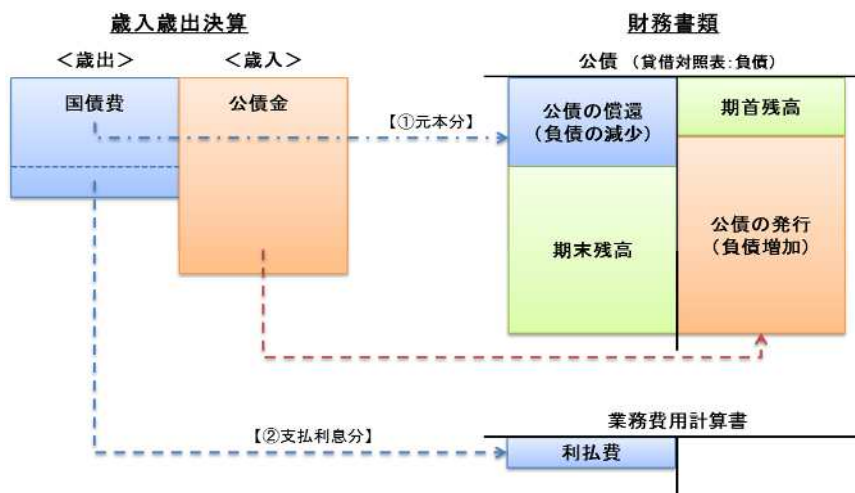 歳入歳出決算
財務書類
＜歳出＞
＜歳入＞
公債 （貸借対照表：負債）
国債費
公債金
【①元本分】
公債の償還
（負債の減少）
期首残高
期末残高
公債の発行
（負債増加）
【②支払利息分】
業務費用計算書
利払費